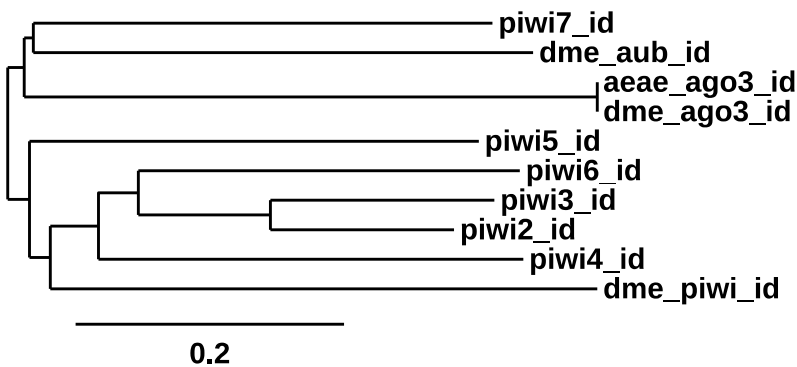 piwi7_id
dme_aub_id
aeae_ago3_id
dme_ago3_id
piwi5_id
piwi6_id
piwi3_id
piwi2_id
piwi4_id
dme_piwi_id
0.2